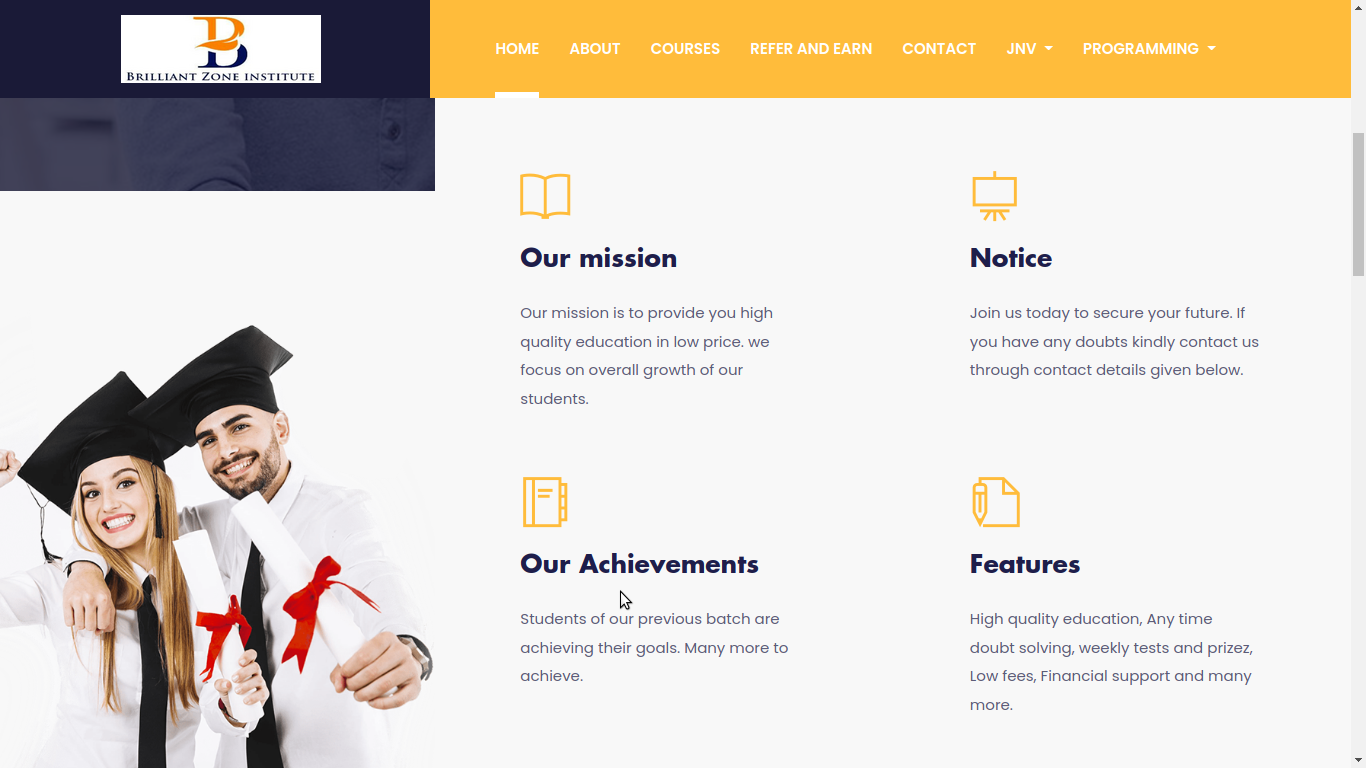 BRILLIANT ZONE INSTITUTE
HOME ABOUT COURSES REFER AND EARN CONTACT JNV PROGRAMMING
Our mission
Our mission is to provide you high
quality education in low price. we
focus on overall growth of our
students.
Notice
Join us today to secure your future. If
you have any doubts kindly contact us
through contact details given below.
Our Achievements
Students of our previous batch are
achieving their goals. Many more to
achieve.
Features
High quality education, Any time
doubt solving, weekly tests and prizez,
Low fees, Financial support and many
more.